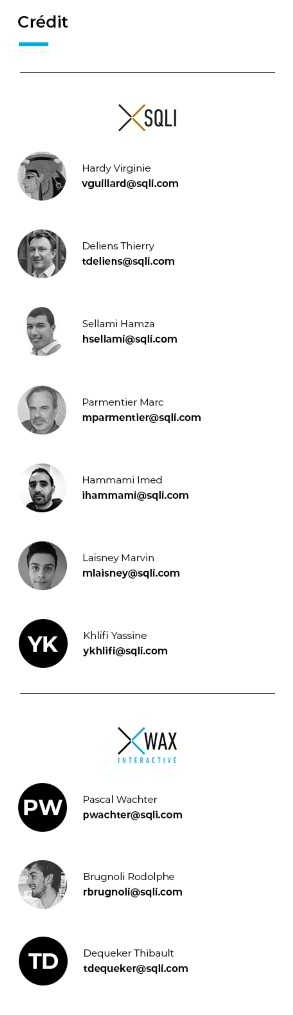 Crédit
SQLI
Hardy Virginie
vguillard@sqli.com
Deliens Thierry
tdeliens@sqli.com
Sellami Hamza
hsellami@sqli.com
Parmentier Marc
mparmentier@sqli.com
Hammami Imed
ihammami@sqli.com
Laisney Marvin
mlaisney@sqli.com
YK
Khlifi Yassine
ykhlifi@sqli.com
WAX
INTERACTIVE
PW
Pascal Wachter
pwachter@sqli.com
Brugnoli Rodolphe
rbrugnoli@sqli.com
TD
Dequeker Thibault
tdequeker@sqli.com